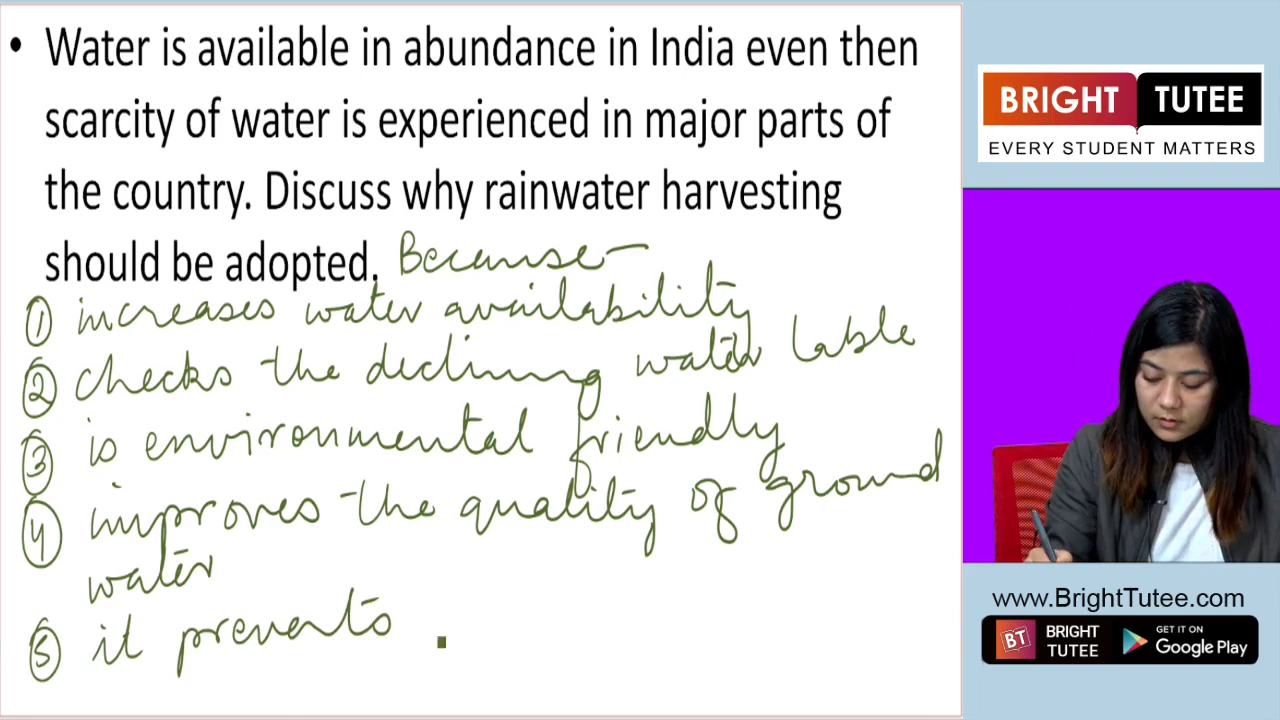 • Water is available in abundance in India even then
scarcity of water is experienced in major parts of
the country. Discuss why rainwater harvesting
should be adopted. Because –
① increases water availability
② checks the declining water table
③ is environmental friendly
④ improves the quality of ground
water
⑤ it prevents
BRIGHT TUTEE
EVERY STUDENT MATTERS
www.BrightTutee.com
BT BRIGHT TUTEE
GET IT ON Google Play